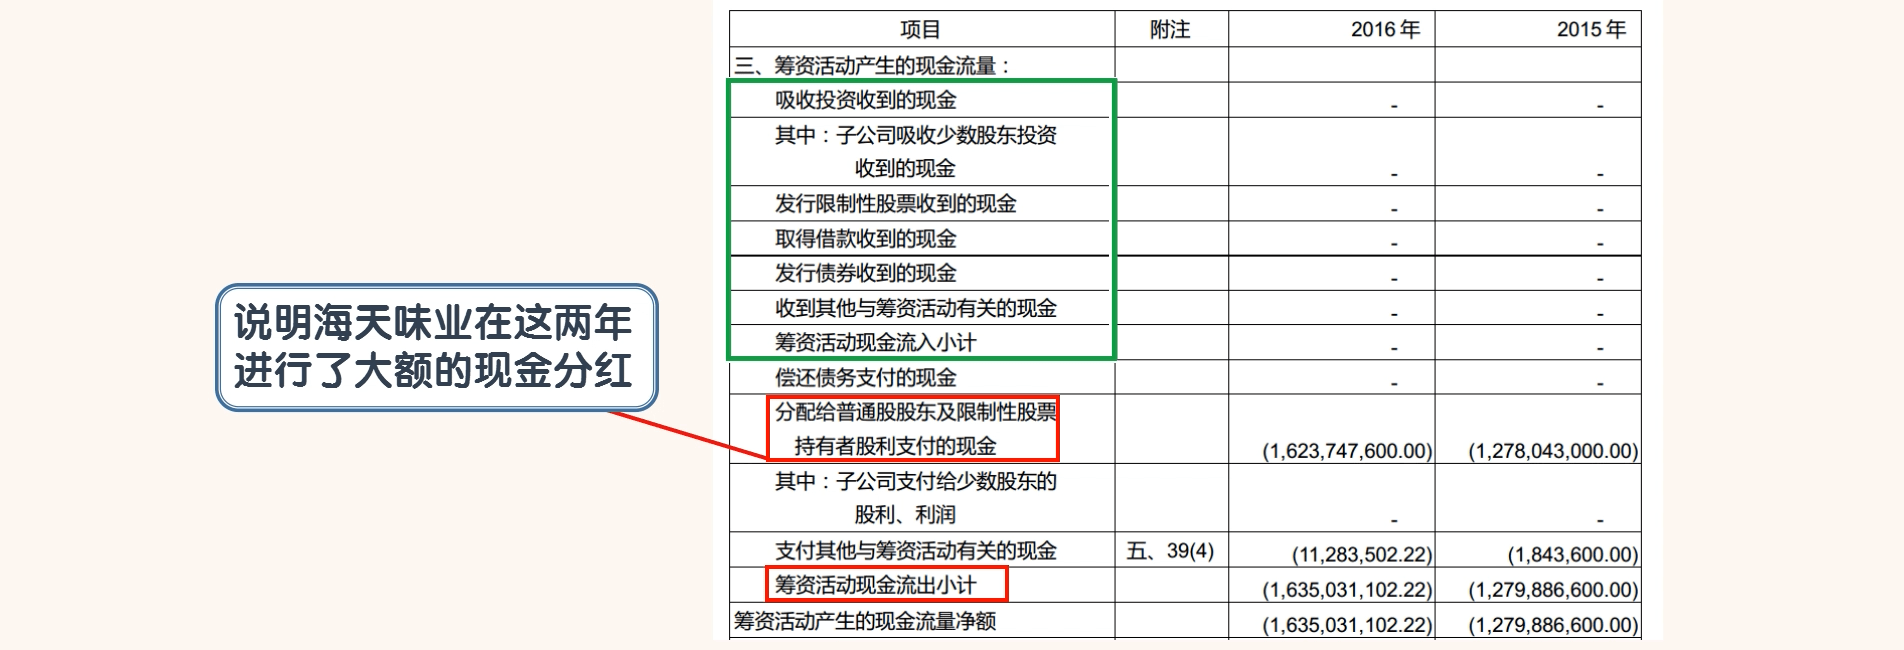 说明海天味业在这两年
进行了大额的现金分红
项目 附注 2016 年 2015 年
三、筹资活动产生的现金流量：
吸收投资收到的现金 - -
其中：子公司吸收少数股东投资
收到的现金 - -
发行限制性股票收到的现金 - -
取得借款收到的现金 - -
发行债券收到的现金 - -
收到其他与筹资活动有关的现金 - -
筹资活动现金流入小计 - -
偿还债务支付的现金 - -
分配给普通股股东及限制性股票
持有者股利支付的现金 (1,623,747,600.00) (1,278,043,000.00)
其中：子公司支付给少数股东的
股利、利润 - -
支付其他与筹资活动有关的现金 五、39(4) (11,283,502.22) (1,843,600.00)
筹资活动现金流出小计 (1,635,031,102.22) (1,279,886,600.00)
筹资活动产生的现金流量净额 (1,635,031,102.22) (1,279,886,600.00)